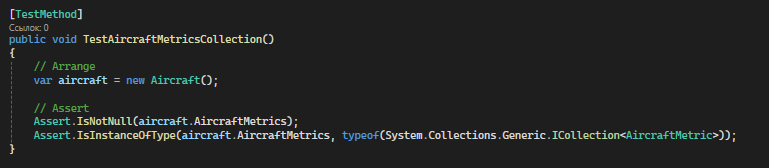 [TestMethod]
Ссылок: 0
public void TestAircraftMetricsCollection()
{
// Arrange
var aircraft = new Aircraft();
// Assert
Assert.IsNotNull(aircraft.AircraftMetrics);
Assert.IsInstanceOfType(aircraft.AircraftMetrics, typeof(System.Collections.Generic.ICollection<AircraftMetric>));
}